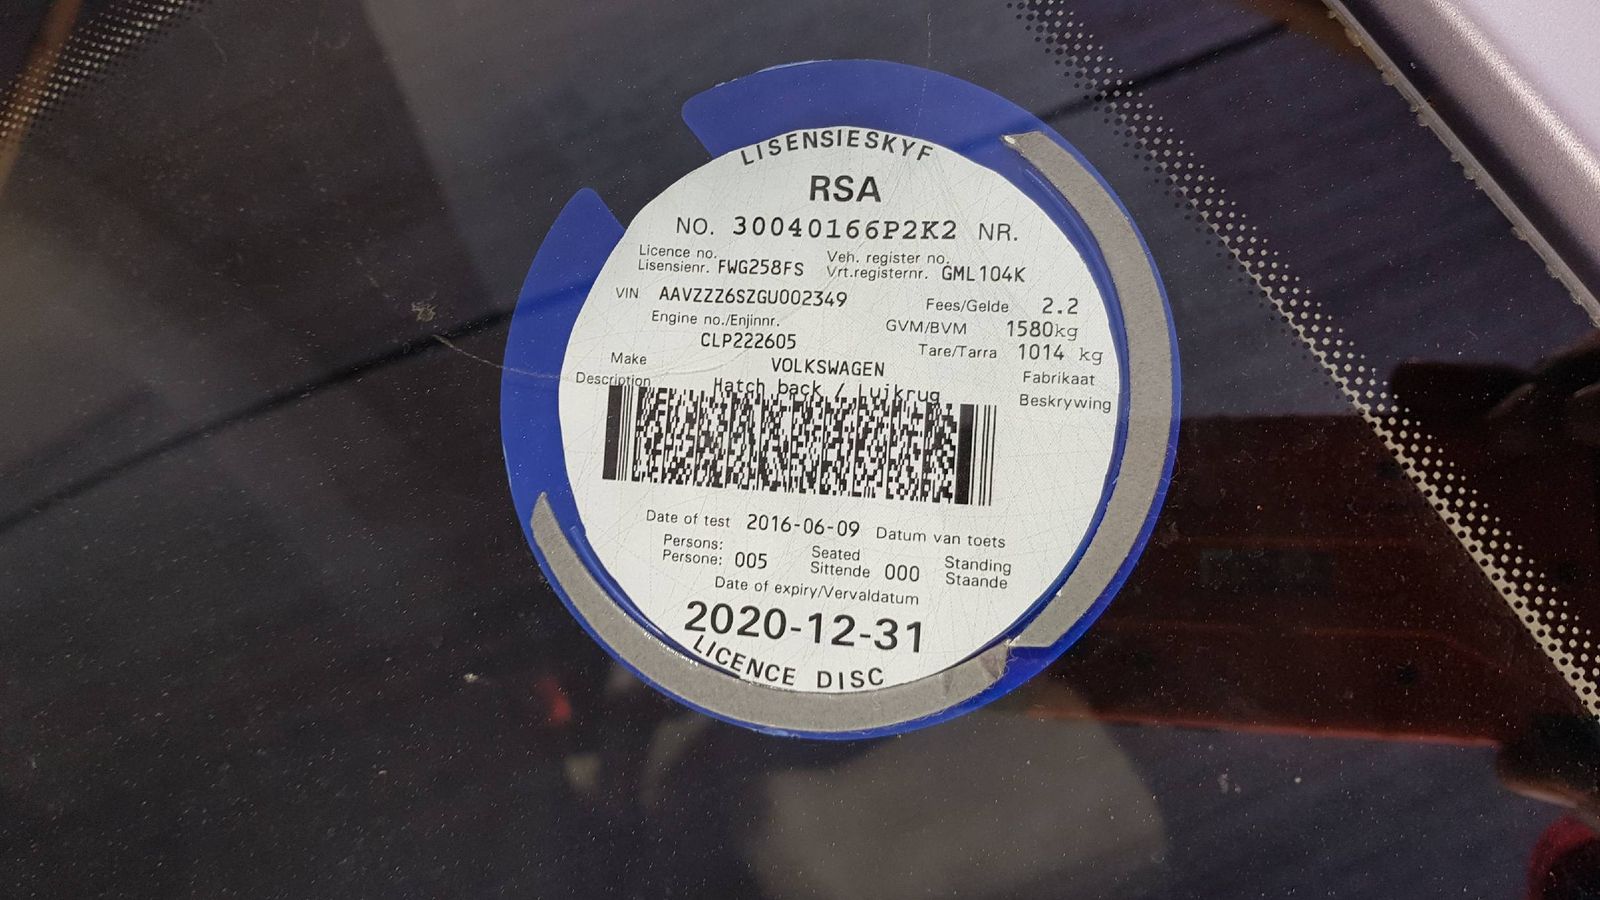 LISENSIESKYF
RSA
NO. 30040166P2K2 NR.
Licence no. Veh. register no.
Lisensienr. FWG258FS Vrt.registernr. GML104K
VIN AAVZZZ6SZGU002349 Fees/Gelde 2.2
Engine no./Enjinnr. GVM/BVM 1580kg
CLP222605 Tare/Tarra 1014 kg
Make VOLKSWAGEN Fabrikaat
Description Hatch back / Luikrug Beskrywing
Date of test 2016-06-09 Datum van toets
Persons: Seated Standing
Persone: 005 Sittende 000 Staande
Date of expiry/Vervaldatum
2020-12-31
LICENCE DISC